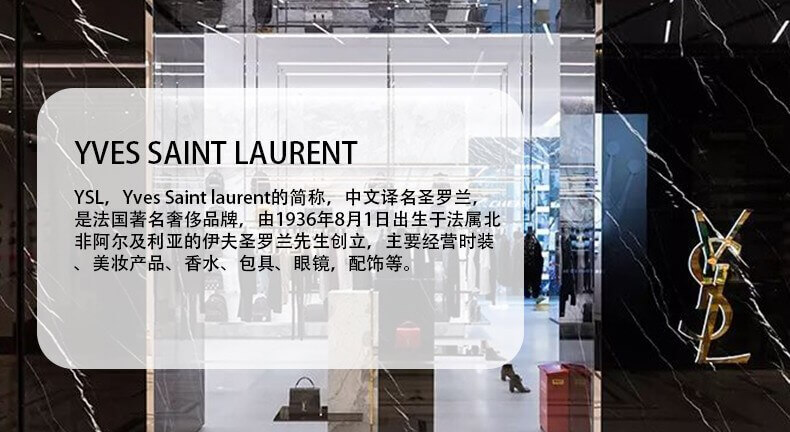 YVES SAINT LAURENT
YSL，Yves Saint laurent的简称，中文译名圣罗兰，
是法国著名奢侈品牌，由1936年8月1日出生于法属北
非阿尔及利亚的伊夫圣罗兰先生创立，主要经营时装
、美妆产品、香水、包具、眼镜，配饰等。
YSL